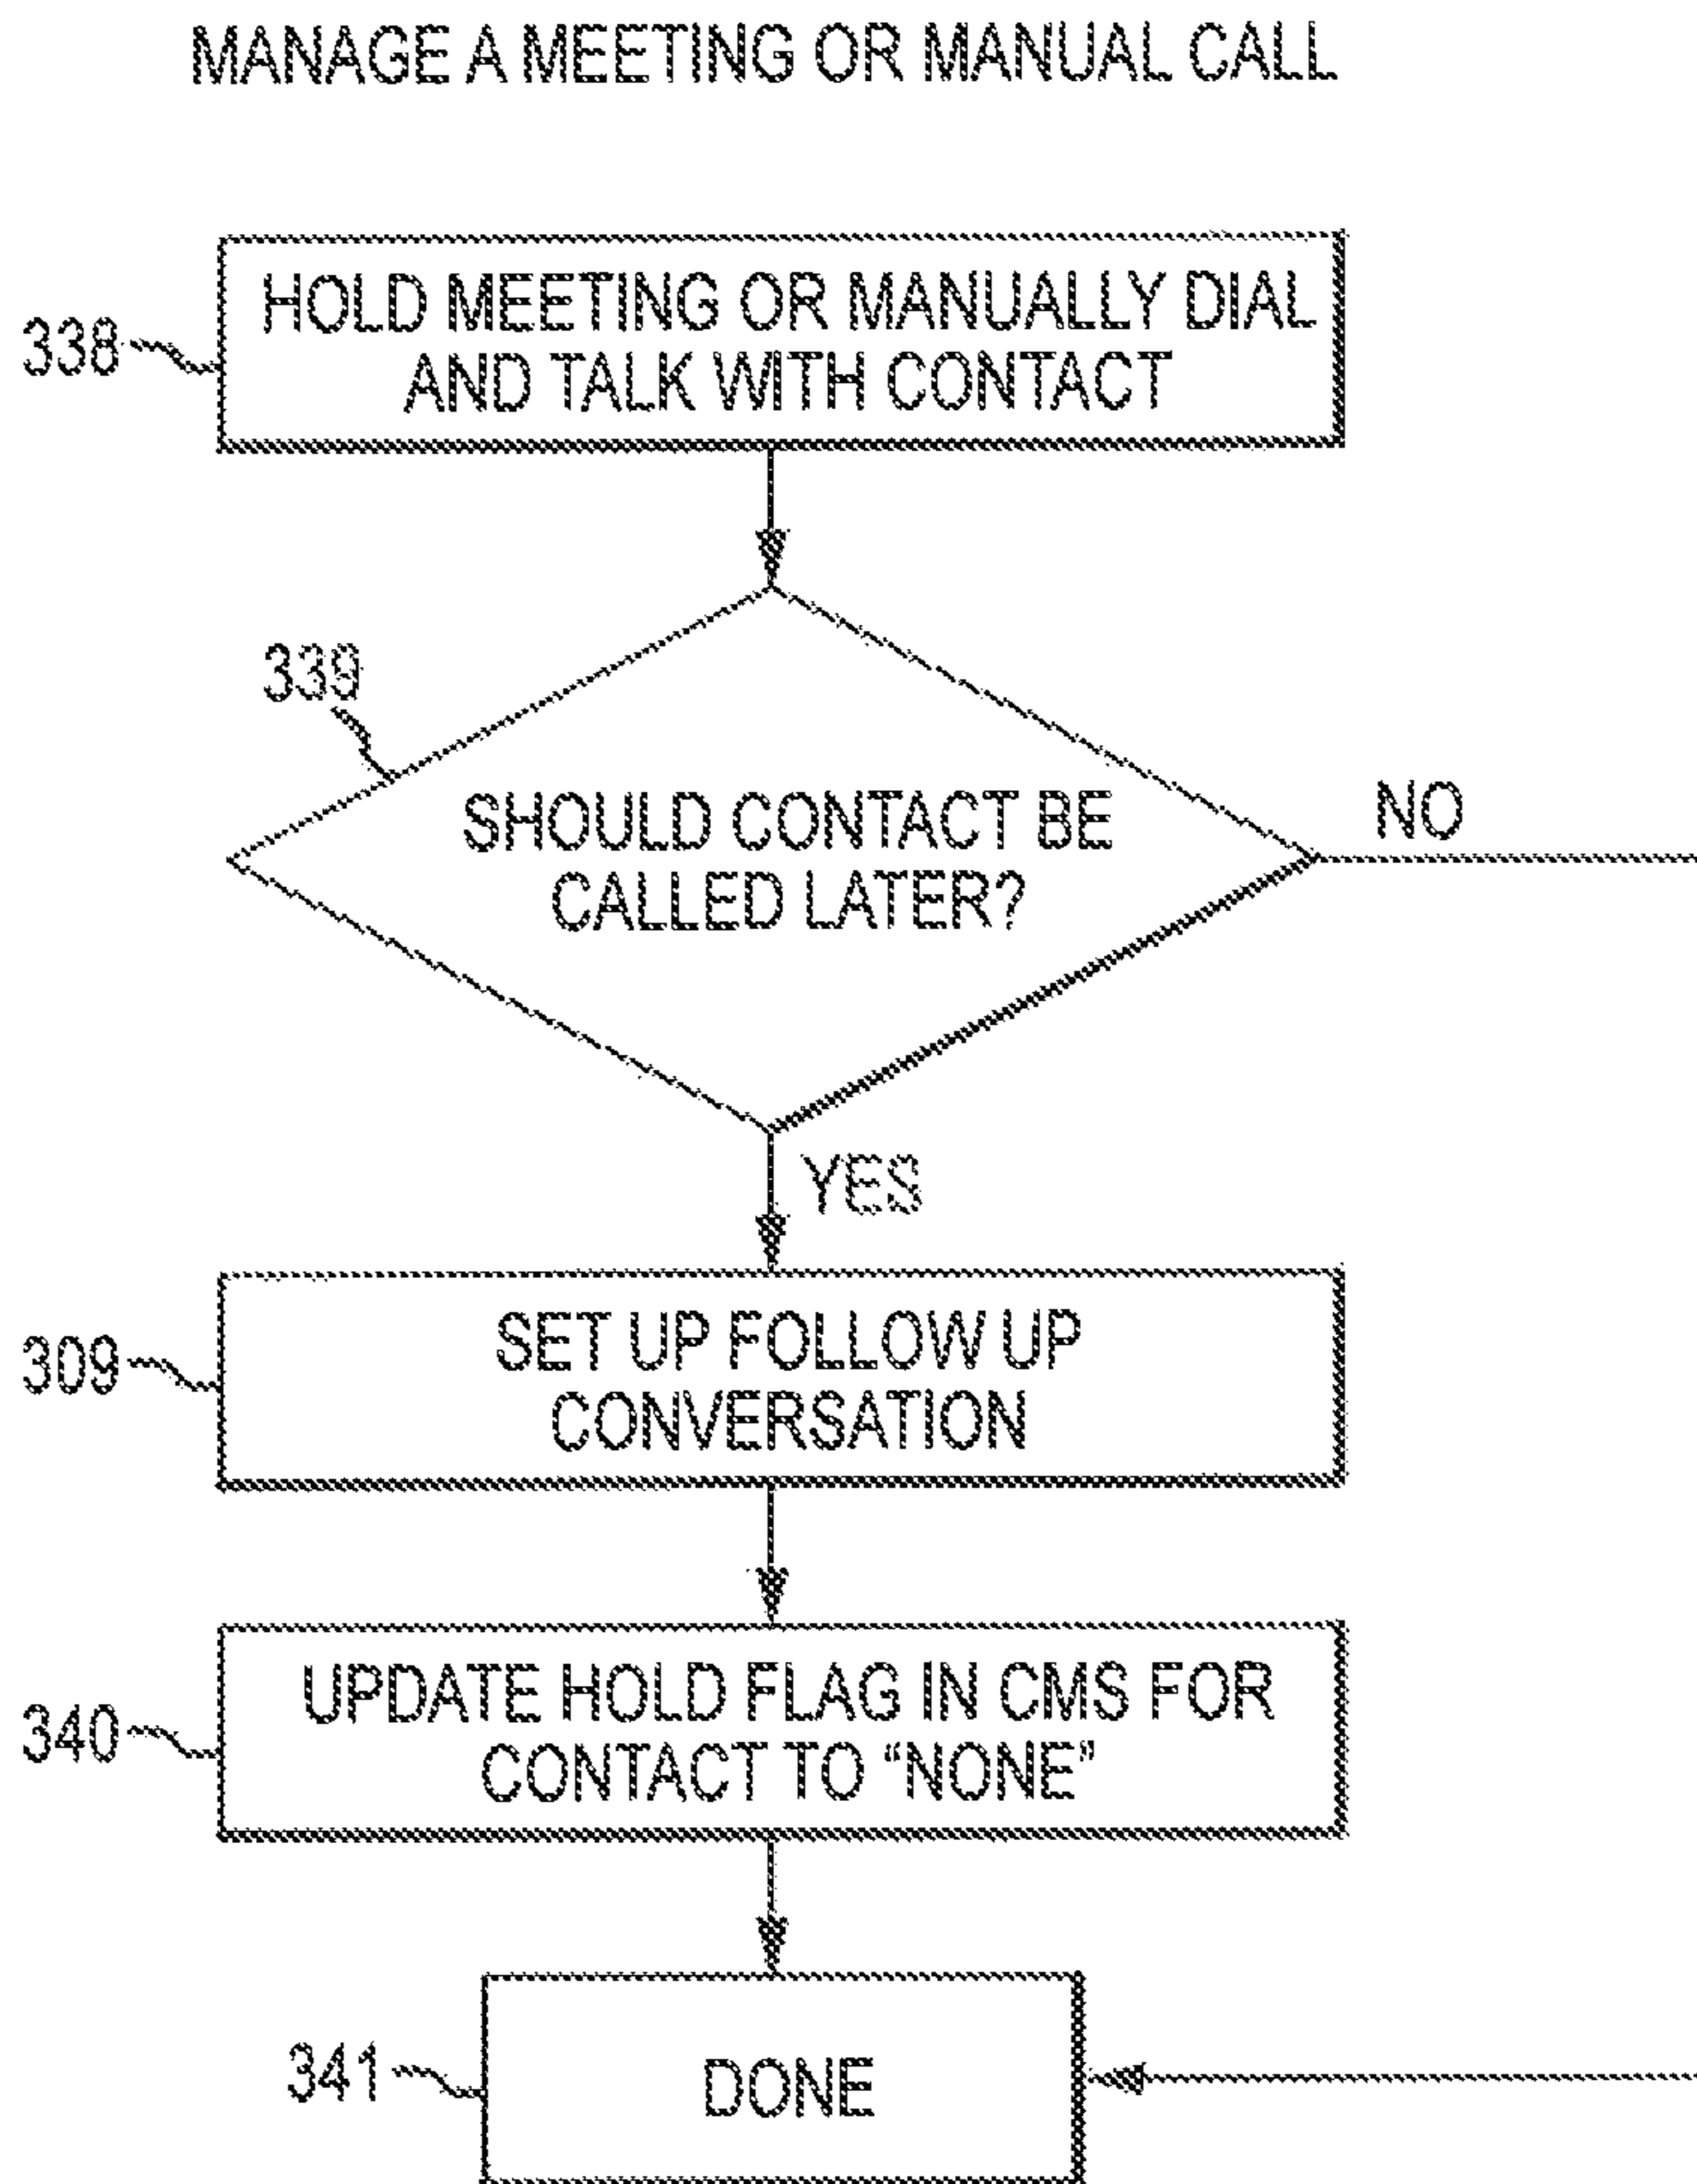 MANAGE A MEETING OR MANUAL CALL
338
HOLD MEETING OR MANUALLY DIAL
AND TALK WITH CONTACT
339
SHOULD CONTACT BE
CALLED LATER?
NO
YES
309
SET UP FOLLOW UP
CONVERSATION
340
UPDATE HOLD FLAG IN CMS FOR
CONTACT TO “NONE”
341
DONE